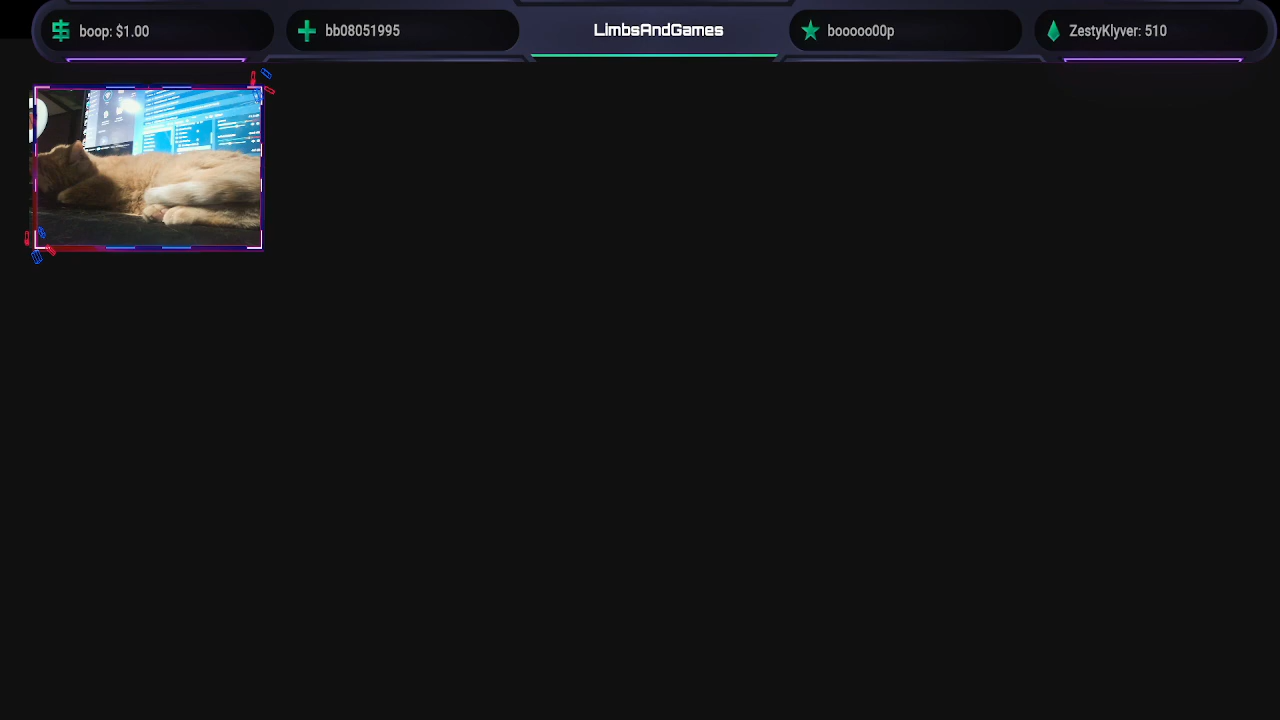 boop: $1.00
bb08051995
LimbsAndGames
booooo00p
ZestyKlyver: 510